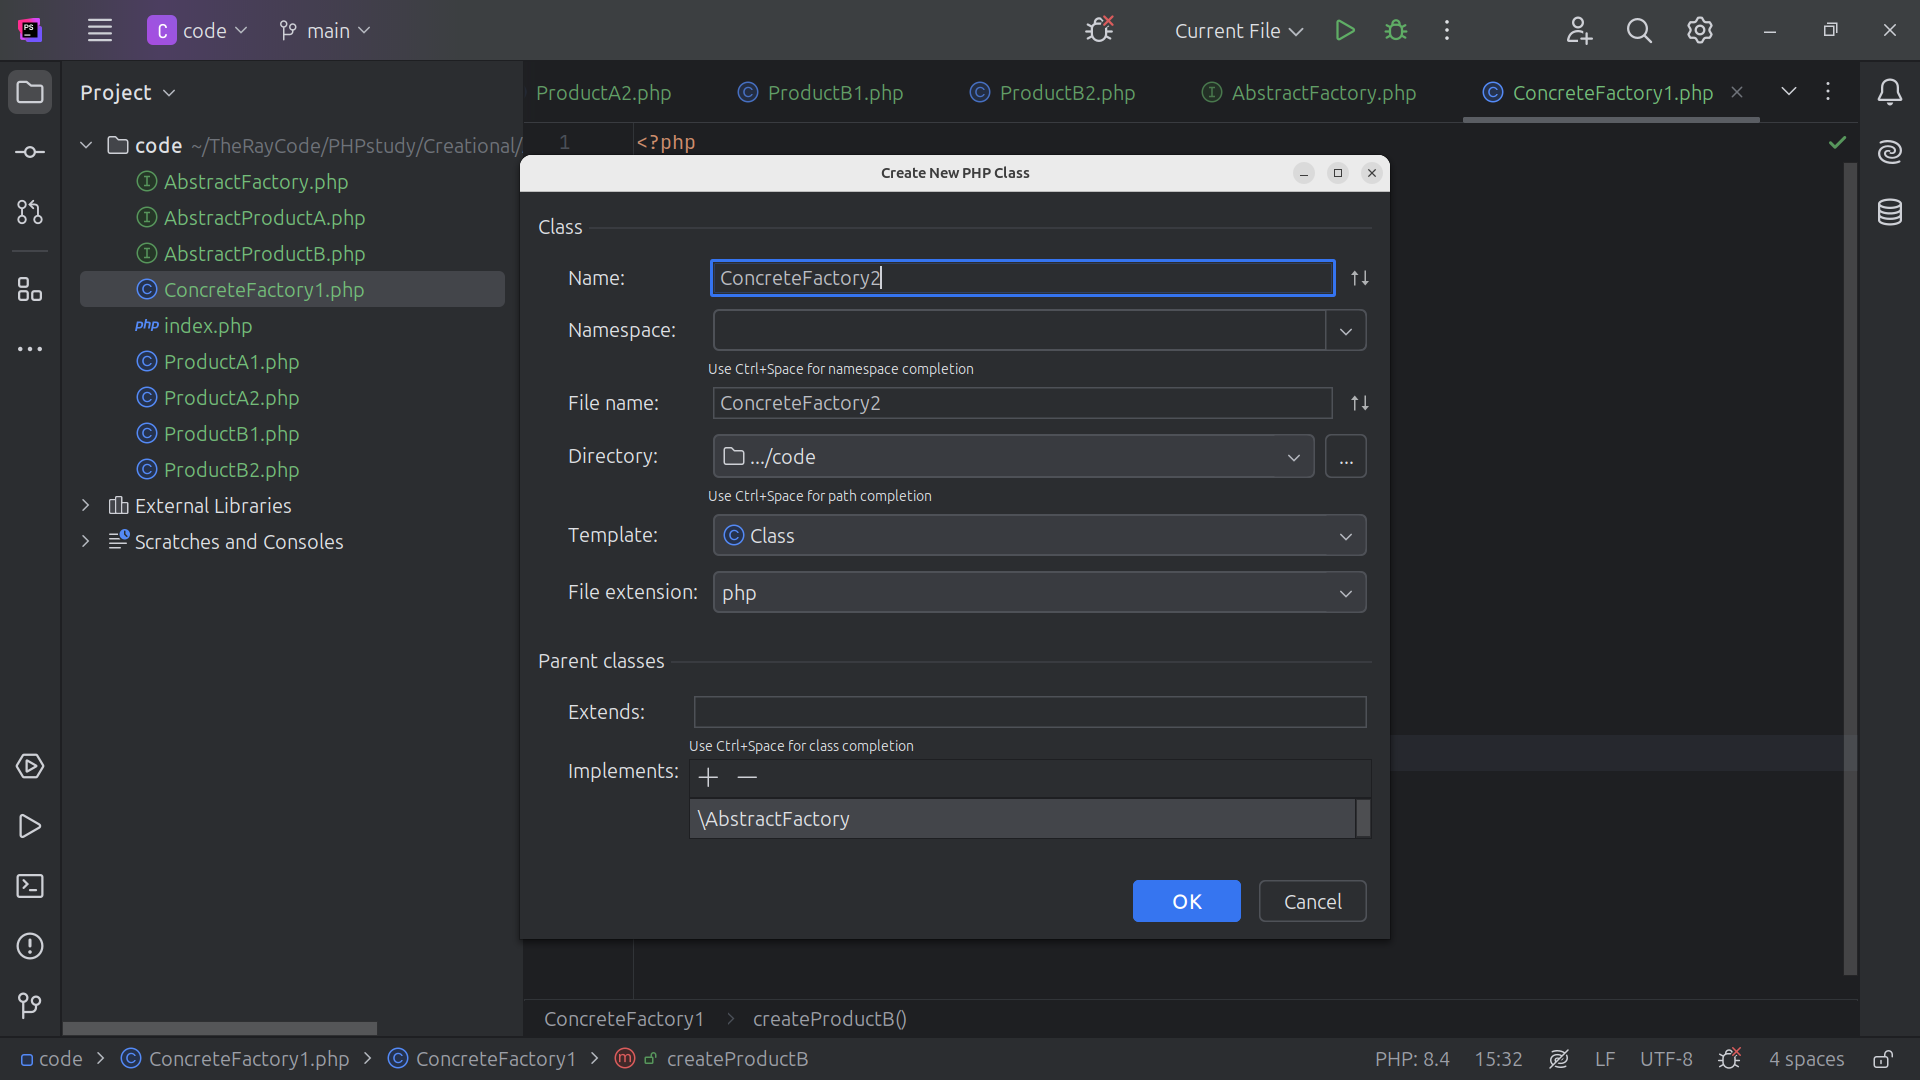 PS
C code main
Current File
Project
ProductA2.php
ProductB1.php
ProductB2.php
AbstractFactory.php
ConcreteFactory1.php
code ~/TheRayCode/PHPstudy/Creational/
AbstractFactory.php
AbstractProductA.php
AbstractProductB.php
ConcreteFactory1.php
php index.php
ProductA1.php
ProductA2.php
ProductB1.php
ProductB2.php
External Libraries
Scratches and Consoles
1 <?php
Create New PHP Class
Class
Name: ConcreteFactory2
Namespace:
Use Ctrl+Space for namespace completion
File name: ConcreteFactory2
Directory: .../code ...
Use Ctrl+Space for path completion
Template: Class
File extension: php
Parent classes
Extends:
Use Ctrl+Space for class completion
Implements:
\AbstractFactory
OK Cancel
ConcreteFactory1 > createProductB()
code > ConcreteFactory1.php > ConcreteFactory1 > createProductB
PHP: 8.4 15:32 LF UTF-8 4 spaces